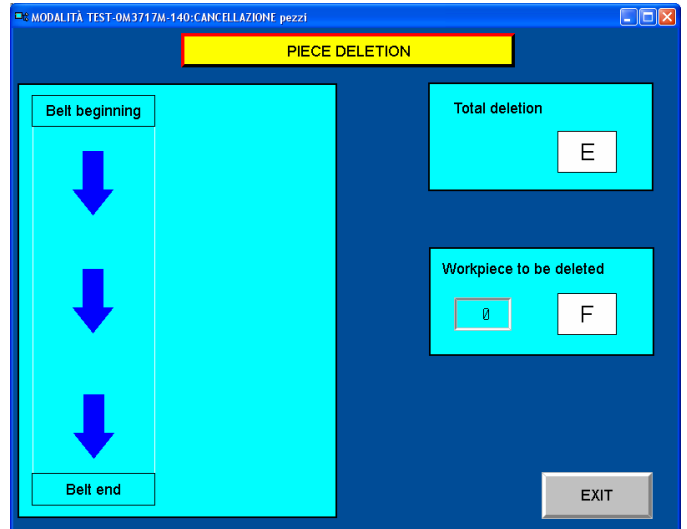 MODALITÀ TEST-0M3717M-140:CANCELLAZIONE pezzi
PIECE DELETION
Belt beginning
Belt end
Total deletion
E
Workpiece to be deleted
0
F
EXIT